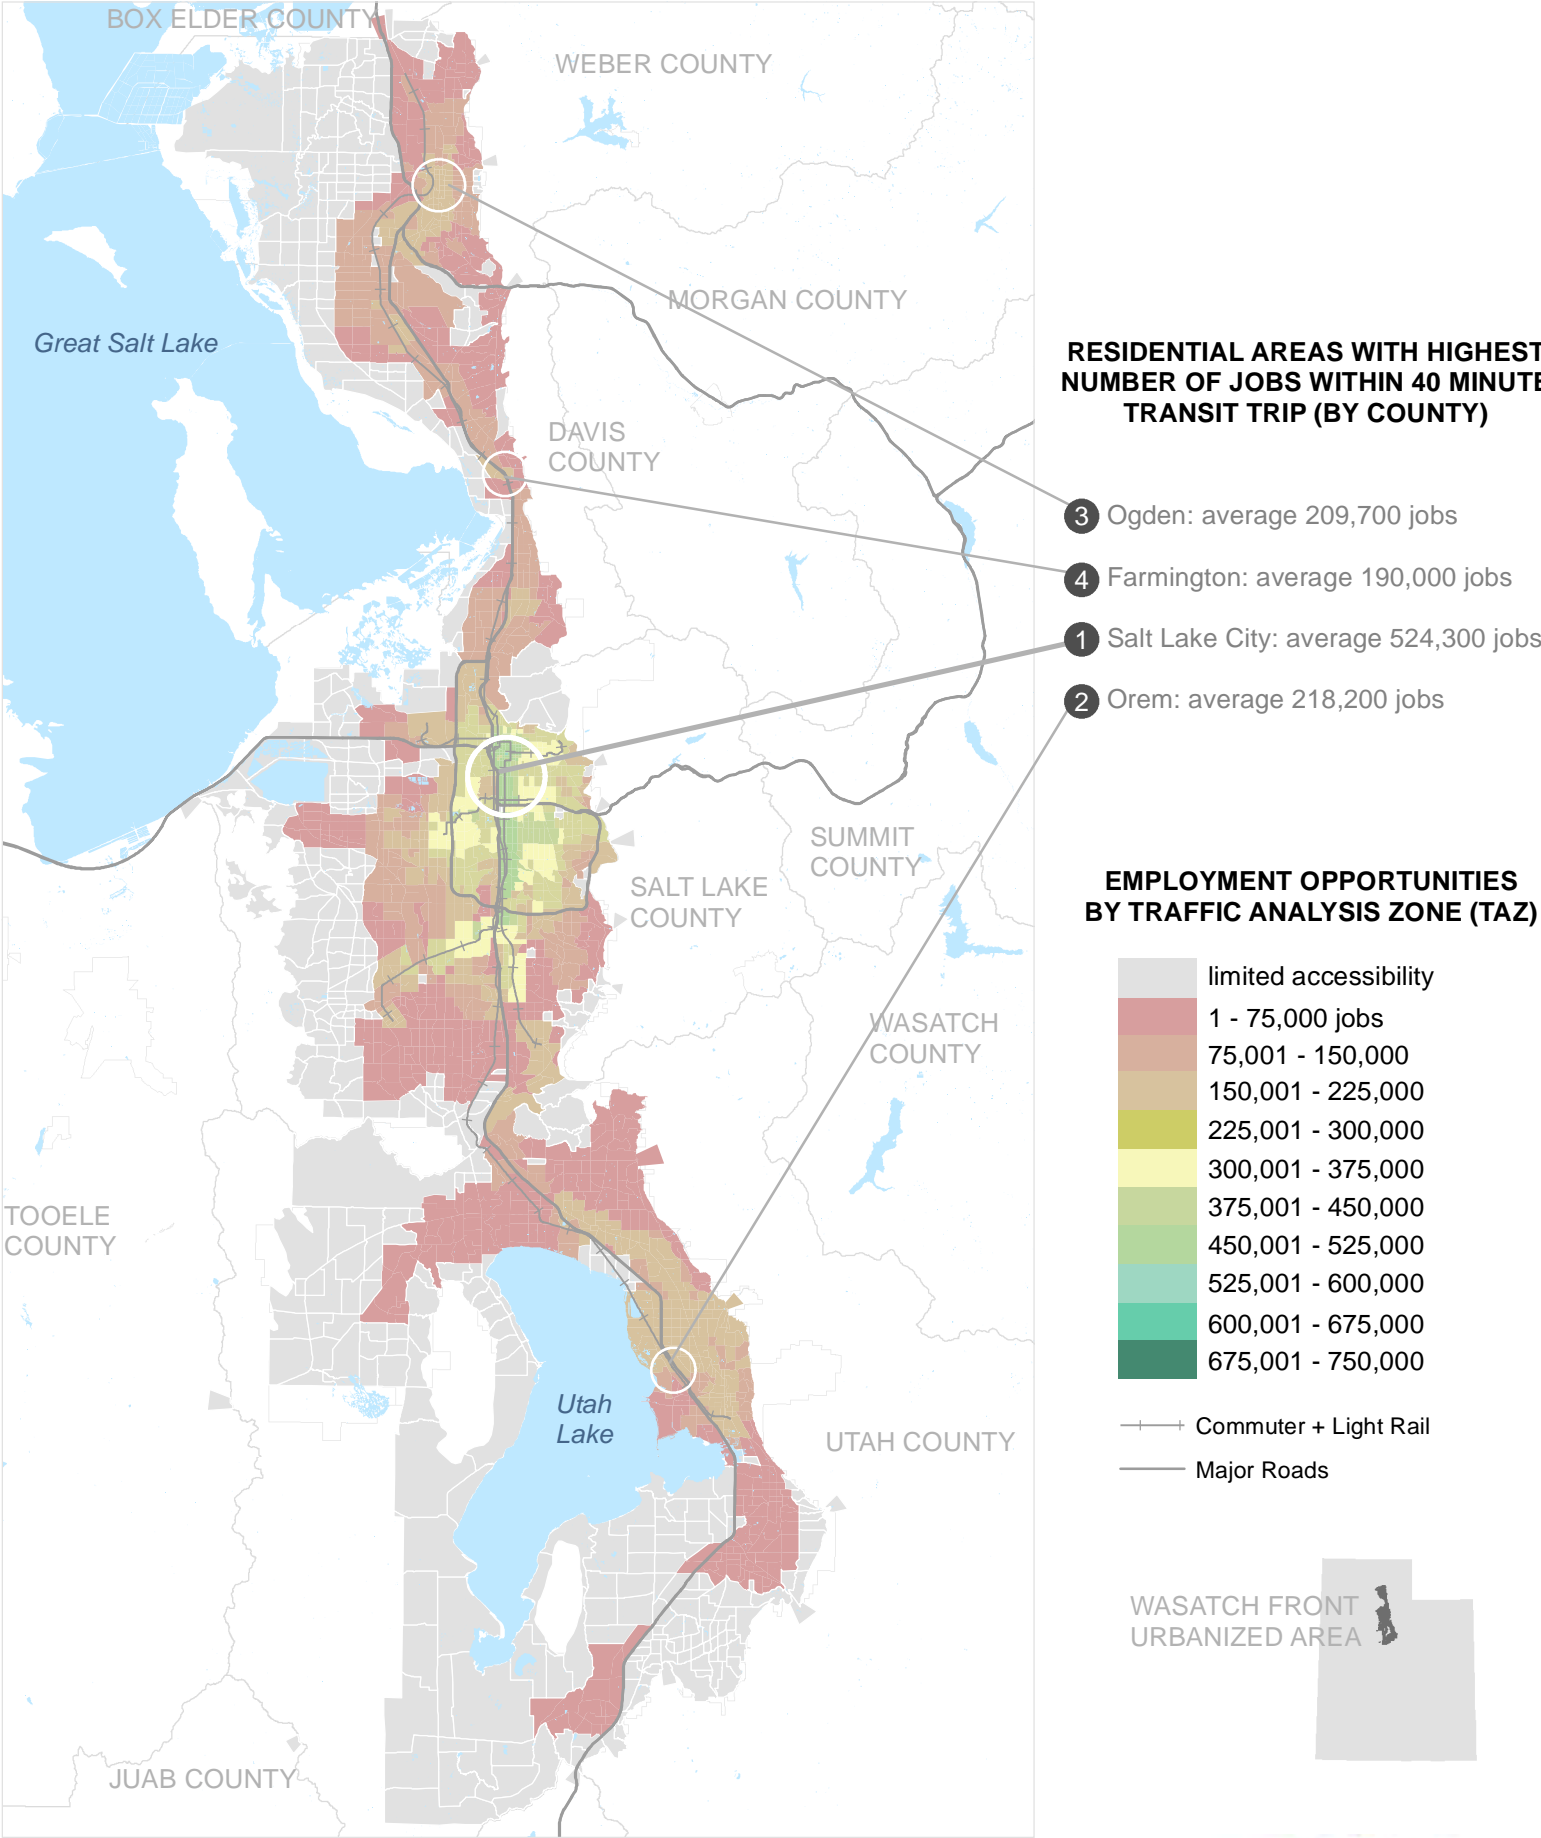 BOX ELDER COUNTY
WEBER COUNTY
MORGAN COUNTY
Great Salt Lake
DAVIS
COUNTY
SUMMIT
COUNTY
SALT LAKE
COUNTY
WASATCH
COUNTY
TOOELE
COUNTY
Utah
Lake
UTAH COUNTY
JUAB COUNTY
RESIDENTIAL AREAS WITH HIGHEST
NUMBER OF JOBS WITHIN 40 MINUTE
TRANSIT TRIP (BY COUNTY)
3 Ogden: average 209,700 jobs
4 Farmington: average 190,000 jobs
1 Salt Lake City: average 524,300 jobs
2 Orem: average 218,200 jobs
EMPLOYMENT OPPORTUNITIES
BY TRAFFIC ANALYSIS ZONE (TAZ)
limited accessibility
1 - 75,000 jobs
75,001 - 150,000
150,001 - 225,000
225,001 - 300,000
300,001 - 375,000
375,001 - 450,000
450,001 - 525,000
525,001 - 600,000
600,001 - 675,000
675,001 - 750,000
Commuter + Light Rail
Major Roads
WASATCH FRONT
URBANIZED AREA